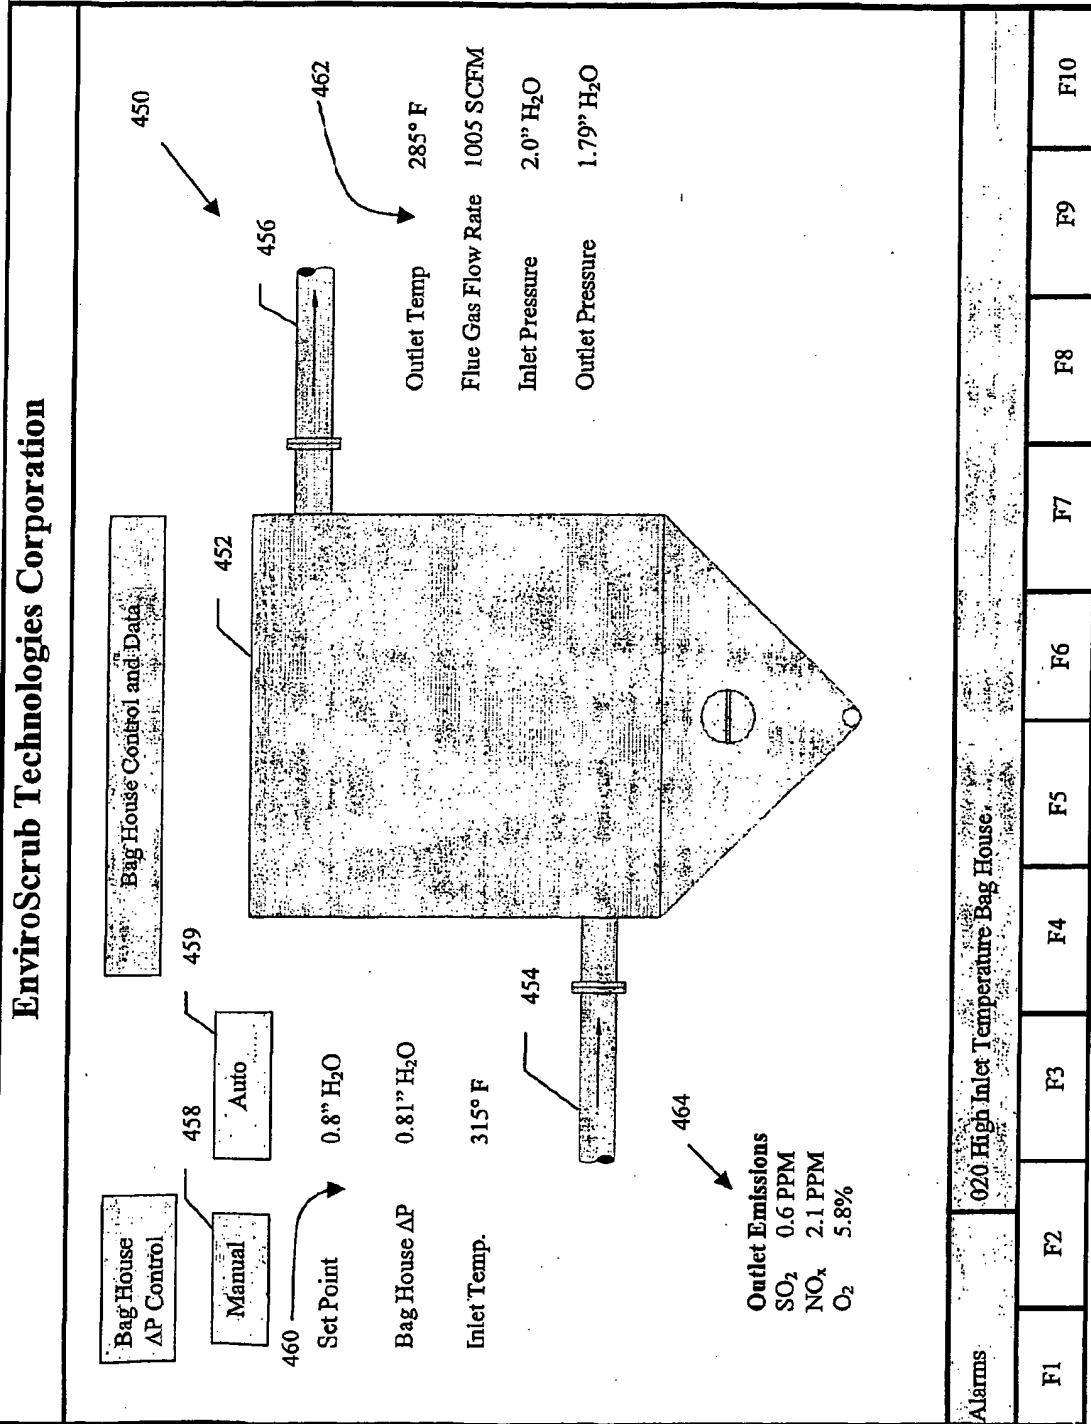 EnviroScrub Technologies Corporation
Bag House Control and Data
450
Bag House
ΔP Control
458
459
Manual
Auto
452
456
462
460
Set Point 0.8” H₂O
Bag House ΔP 0.81” H₂O
Inlet Temp. 315° F
Outlet Temp 285° F
Flue Gas Flow Rate 1005 SCFM
Inlet Pressure 2.0” H₂O
Outlet Pressure 1.79” H₂O
454
464
Outlet Emissions
SO₂ 0.6 PPM
NOₓ 2.1 PPM
O₂ 5.8%
Alarms
020 High Inlet Temperature Bag House
F1 F2 F3 F4 F5 F6 F7 F8 F9 F10